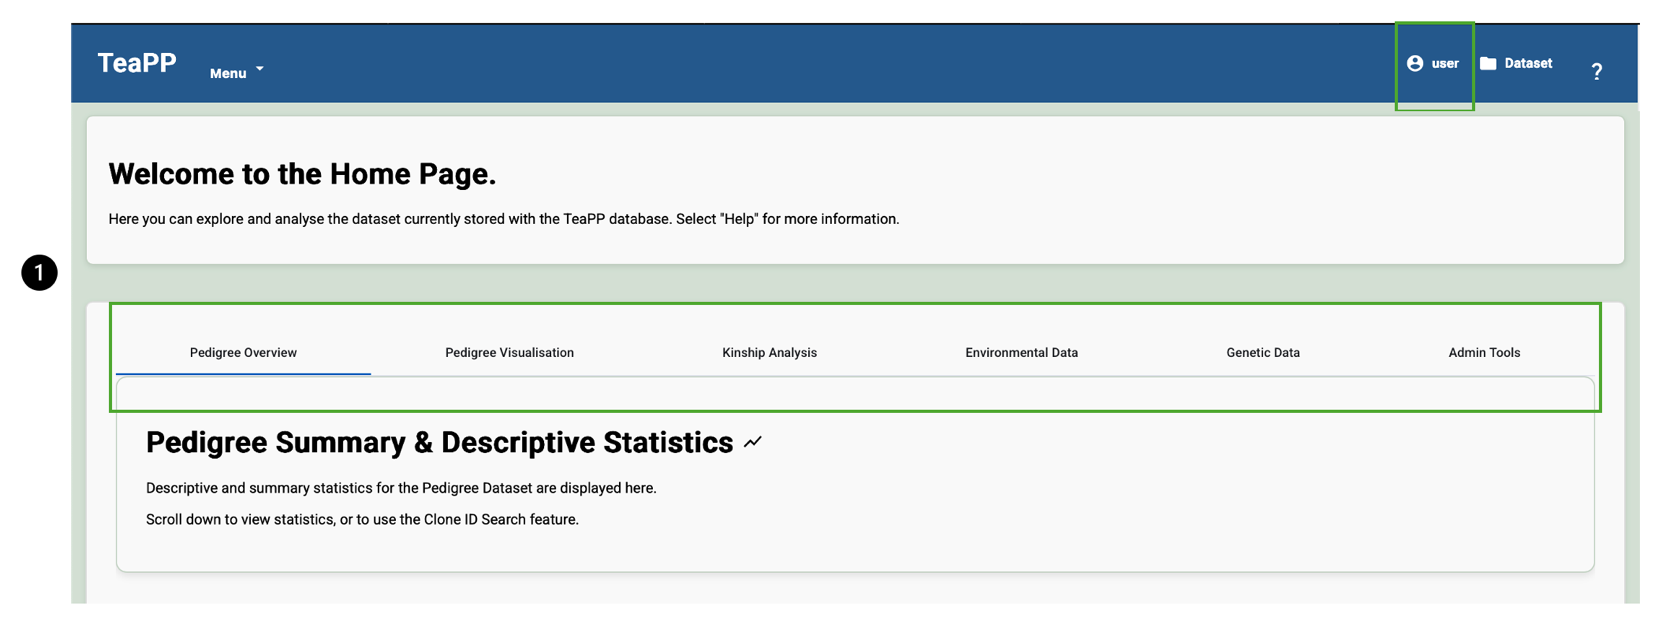 TeaPP
Menu
user
Dataset
?
Welcome to the Home Page.
Here you can explore and analyse the dataset currently stored with the TeaPP database. Select "Help" for more information.
1
Pedigree Overview
Pedigree Visualisation
Kinship Analysis
Environmental Data
Genetic Data
Admin Tools
Pedigree Summary & Descriptive Statistics
Descriptive and summary statistics for the Pedigree Dataset are displayed here.
Scroll down to view statistics, or to use the Clone ID Search feature.